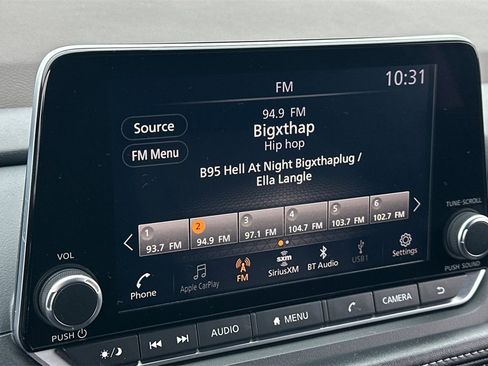 FM
10:31
94.9 FM
Source
Bigxthap
Hip hop
FM Menu
B95 Hell At Night Bigxthaplug /
Ella Langle
1 2 3 4 5 6
93.7 FM 94.9 FM 97.1 FM 104.7 FM 103.7 FM 102.7 FM
Phone
Apple CarPlay
A
FM
sxm
SiriusXM
BT Audio
USB1
Settings
VOL
PUSH
TUNE·SCROLL
PUSH SOUND
AUDIO
MENU
CAMERA